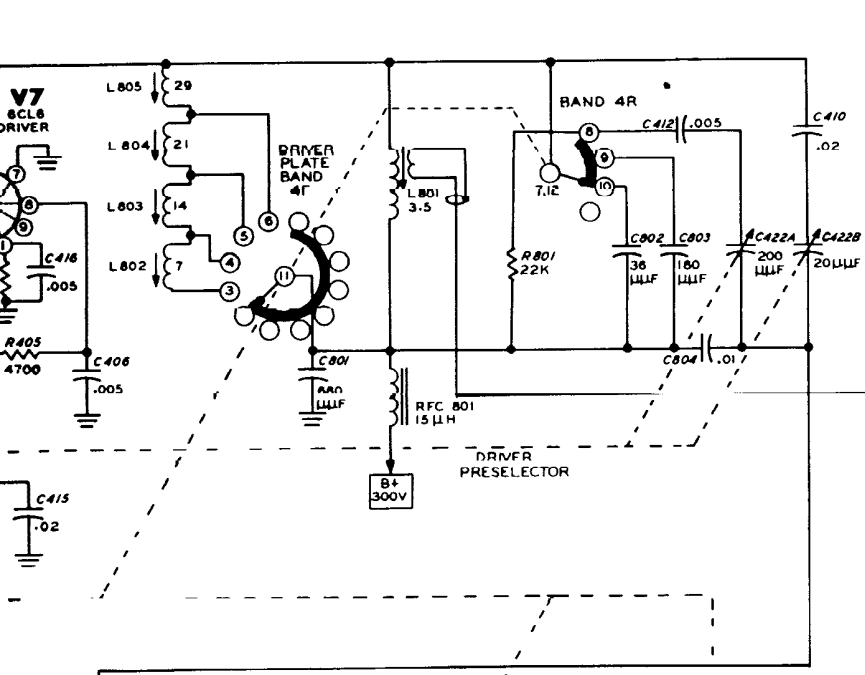 V7
6CL6
DRIVER
7
8
9
1
C416
.005
R405
4700
C406
.005
C415
.02
L805
29
L804
21
L803
14
L802
7
DRIVER
PLATE
BAND
4F
6
5
4
3
11
C801
680
µµF
L801
3.5
RFC 801
15µH
B+
300V
BAND 4R
8
9
10
7,12
C412
.005
R801
22K
C802
36
µµF
C803
180
µµF
C422A
200
µµF
C422B
20µµF
C410
.02
C804
.01
DRIVER
PRESELECTOR